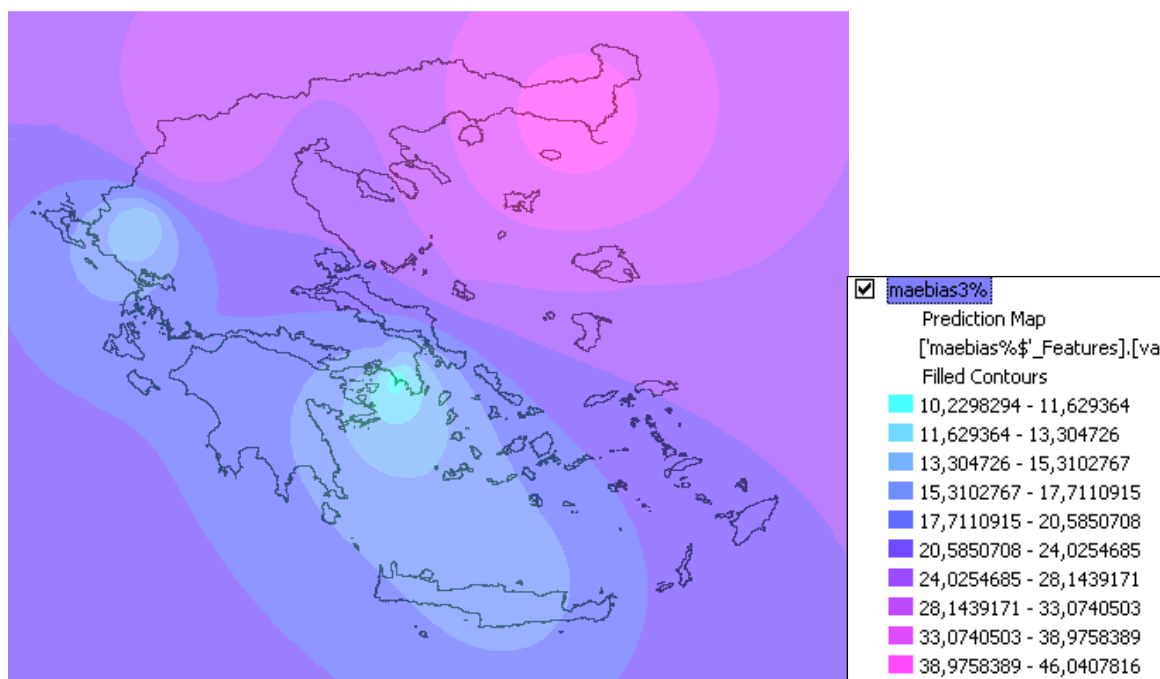 maebias3%
Prediction Map
['maebias%$'_Features].[va
Filled Contours
10,2298294 - 11,629364
11,629364 - 13,304726
13,304726 - 15,3102767
15,3102767 - 17,7110915
17,7110915 - 20,5850708
20,5850708 - 24,0254685
24,0254685 - 28,1439171
28,1439171 - 33,0740503
33,0740503 - 38,9758389
38,9758389 - 46,0407816